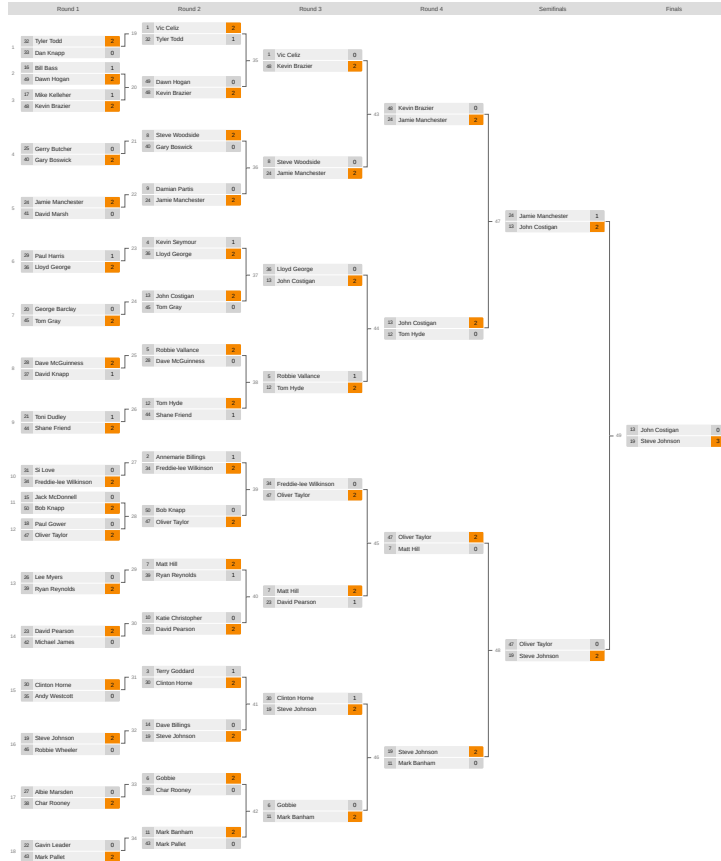 Round 1 Round 2 Round 3 Round 4 Semifinals Finals
1
Tyler Todd 2
Dan Knapp 0
2
Bill Bass 1
Dawn Hogan 2
3
17 Mike Kelleher 1
48 Kevin Brazier 2
4
25 Gerry Butcher 0
40 Gary Boswick 2
5
24 Jamie Manchester 2
41 David Marsh 0
6
Paul Harris 1
36 Lloyd George 2
7
George Barclay 0
45 Tom Gray 2
8
Dave McGuinness 2
37 David Knapp 1
9
21 Toni Dudley 1
44 Shane Friend 2
10
Si Love 0
34 Freddie-lee Wilkinson 2
11
Jack McDonnell 0
50 Bob Knapp 2
12
Paul Gower 0
47 Oliver Taylor 2
13
Lee Myers 0
39 Ryan Reynolds 2
14
23 David Pearson 2
42 Michael James 0
15
30 Clinton Horne 2
35 Andy Westcott 0
16
19 Steve Johnson 2
46 Robbie Wheeler 0
17
27 Albie Marsden 0
38 Char Rooney 2
18
22 Gavin Leader 0
43 Mark Pallet 2
19
1 Vic Celiz 2
Tyler Todd 1
20
Dawn Hogan 0
48 Kevin Brazier 2
21
8 Steve Woodside 2
40 Gary Boswick 0
22
9 Damian Partis 0
24 Jamie Manchester 2
23
4 Kevin Seymour 1
36 Lloyd George 2
24
13 John Costigan 2
45 Tom Gray 0
25
5 Robbie Vallance 2
Dave McGuinness 0
26
12 Tom Hyde 2
44 Shane Friend 1
27
2 Annemarie Billings 1
34 Freddie-lee Wilkinson 2
28
50 Bob Knapp 0
47 Oliver Taylor 2
29
7 Matt Hill 2
39 Ryan Reynolds 1
30
10 Katie Christopher 0
23 David Pearson 2
31
3 Terry Goddard 1
30 Clinton Horne 2
32
14 Dave Billings 0
19 Steve Johnson 2
33
6 Gobbie 2
38 Char Rooney 0
34
11 Mark Banham 2
43 Mark Pallet 0
35
1 Vic Celiz 0
48 Kevin Brazier 2
36
8 Steve Woodside 0
24 Jamie Manchester 2
37
36 Lloyd George 0
13 John Costigan 2
38
5 Robbie Vallance 1
12 Tom Hyde 2
39
34 Freddie-lee Wilkinson 0
47 Oliver Taylor 2
40
7 Matt Hill 2
23 David Pearson 1
41
30 Clinton Horne 1
19 Steve Johnson 2
42
6 Gobbie 0
11 Mark Banham 2
43
48 Kevin Brazier 0
24 Jamie Manchester 2
44
13 John Costigan 2
12 Tom Hyde 0
45
47 Oliver Taylor 2
7 Matt Hill 0
46
19 Steve Johnson 2
11 Mark Banham 0
47
24 Jamie Manchester 1
13 John Costigan 2
48
47 Oliver Taylor 0
19 Steve Johnson 2
49
13 John Costigan 0
19 Steve Johnson 3